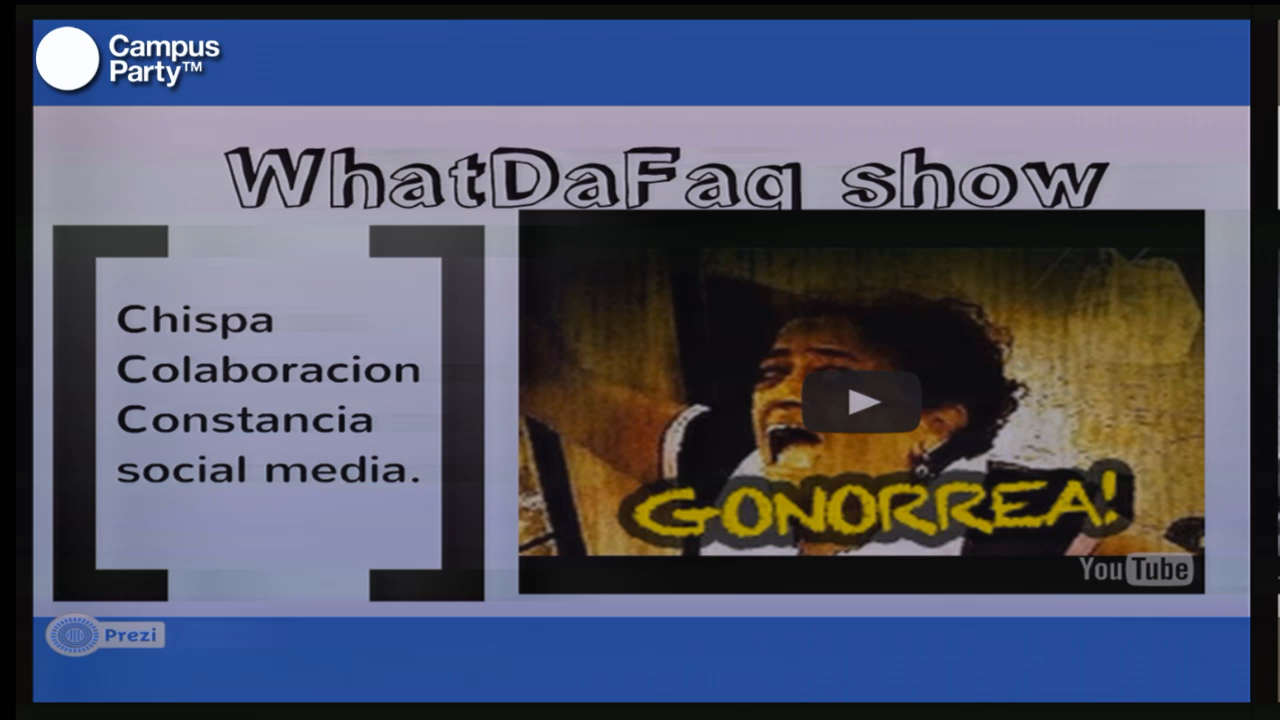 Campus
Party™
WhatDaFaq show
Chispa
Colaboracion
Constancia
social media.
GONORREA!
YouTube
Prezi